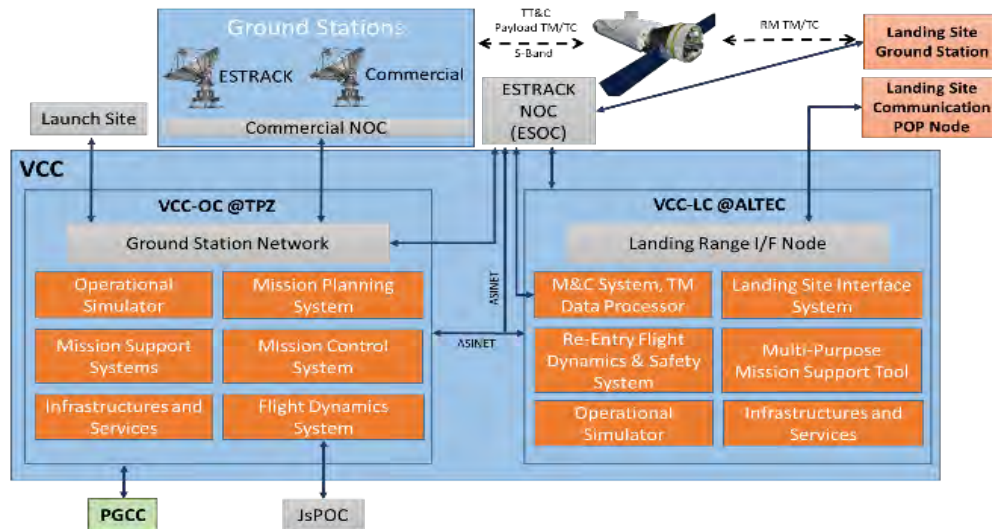 Ground Stations
ESTRACK
Commercial
Commercial NOC
TT&C
Payload TM/TC
S-Band
RM TM/TC
Landing Site
Ground Station
Landing Site
Communication
POP Node
ESTRACK
NOC
(ESOC)
Launch Site
VCC
VCC-OC @TPZ
Ground Station Network
Operational
Simulator
Mission Planning
System
Mission Support
Systems
Mission Control
System
Infrastructures and
Services
Flight Dynamics
System
ASINET
ASINET
VCC-LC @ALTEC
Landing Range I/F Node
M&C System, TM
Data Processor
Landing Site Interface
System
Re-Entry Flight
Dynamics & Safety
System
Multi-Purpose
Mission Support Tool
Operational
Simulator
Infrastructures and
Services
PGCC
JsPOC